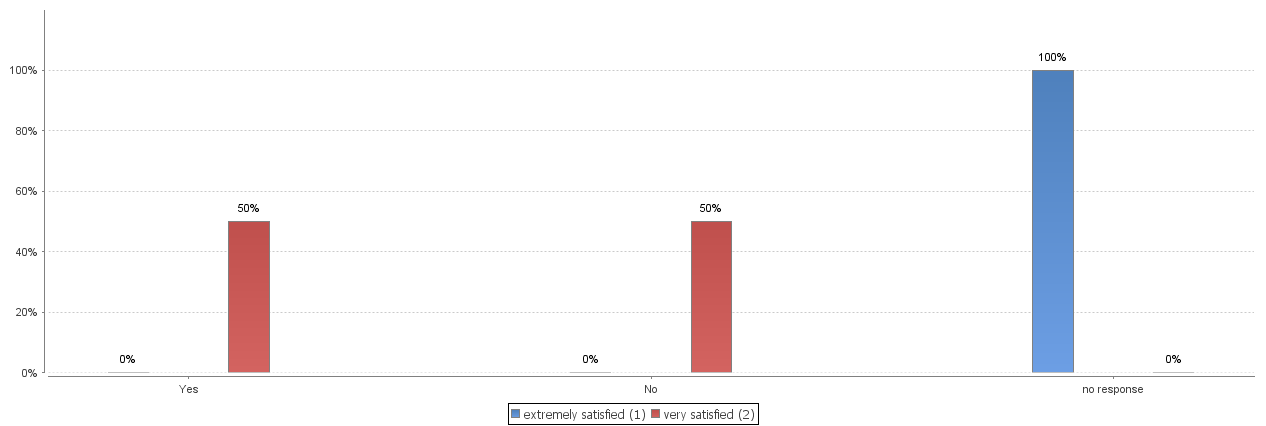 100%
100%
80%
60%
50%
50%
40%
20%
0%
0%
0%
0%
Yes
No
no response
extremely satisfied (1)
very satisfied (2)